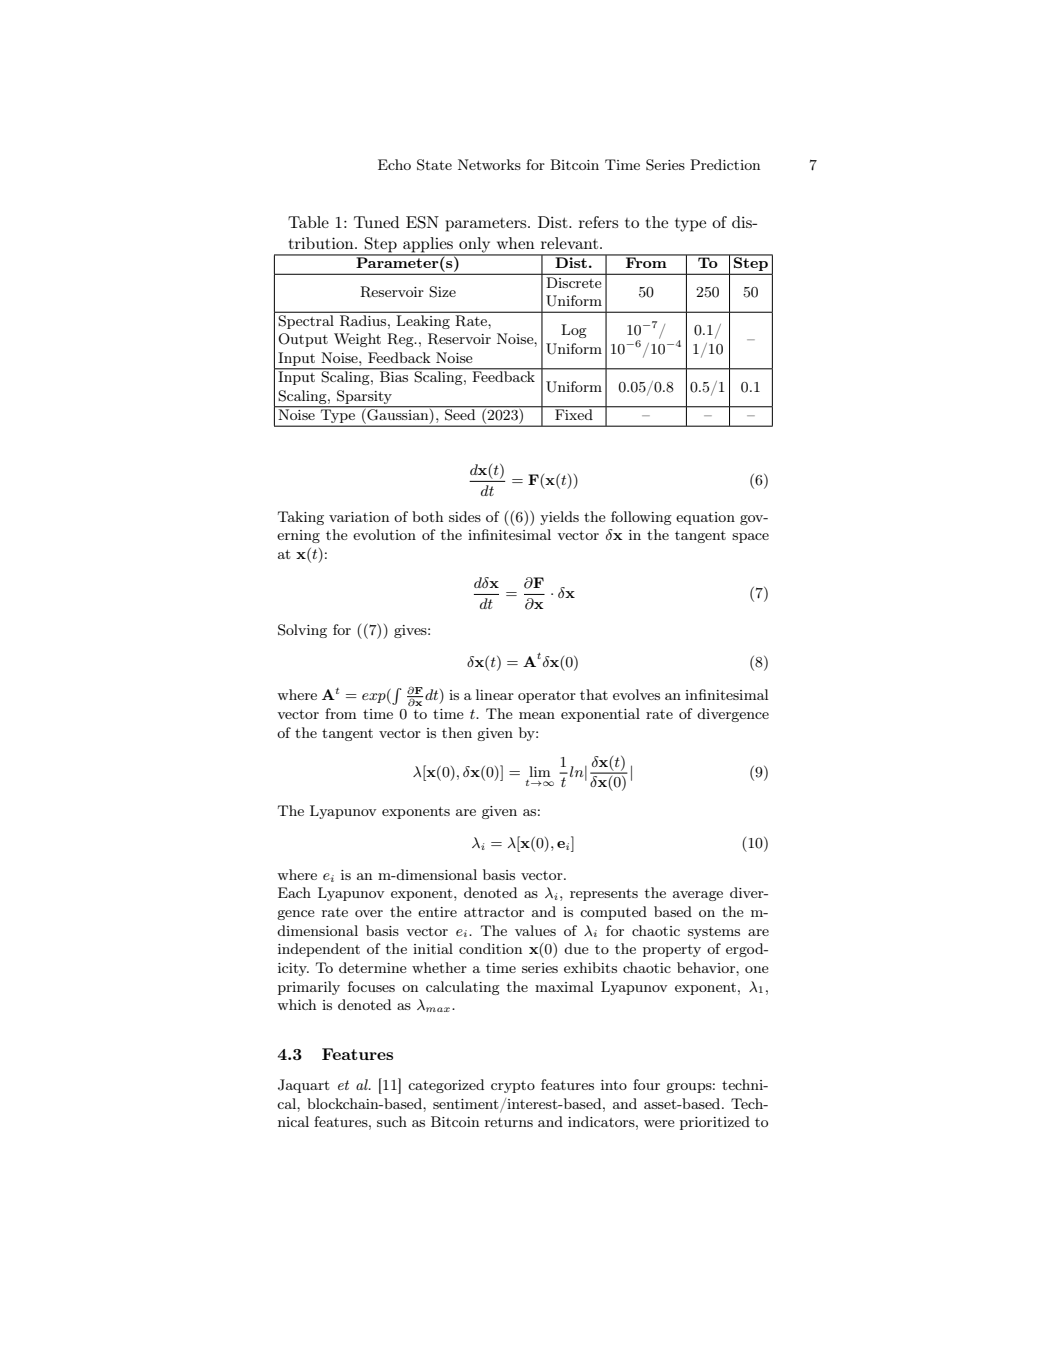 Echo State Networks for Bitcoin Time Series Prediction 7
Table 1: Tuned ESN parameters. Dist. refers to the type of dis-
tribution. Step applies only when relevant.
Parameter(s) Dist. From To Step
Reservoir Size Discrete Uniform 50 250 50
Spectral Radius, Leaking Rate,
Output Weight Reg., Reservoir Noise,
Input Noise, Feedback Noise
Log
Uniform
10⁻⁷/
10⁻⁶/10⁻⁴
0.1/
1/10
–
Input Scaling, Bias Scaling, Feedback
Scaling, Sparsity
Uniform 0.05/0.8 0.5/1 0.1
Noise Type (Gaussian), Seed (2023) Fixed – – –
d𝐱(t)/dt = 𝐅(𝐱(t)) (6)
Taking variation of both sides of ((6)) yields the following equation gov-
erning the evolution of the infinitesimal vector δ𝐱 in the tangent space
at 𝐱(t):
dδ𝐱/dt = ∂𝐅/∂𝐱 · δ𝐱 (7)
Solving for ((7)) gives:
δ𝐱(t) = 𝐀ᵗδ𝐱(0) (8)
where 𝐀ᵗ = exp(∫ ∂𝐅/∂𝐱 dt) is a linear operator that evolves an infinitesimal
vector from time 0 to time t. The mean exponential rate of divergence
of the tangent vector is then given by:
λ[𝐱(0), δ𝐱(0)] = lim t→∞ 1/t ln|δ𝐱(t)/δ𝐱(0)| (9)
The Lyapunov exponents are given as:
λᵢ = λ[𝐱(0), 𝐞ᵢ] (10)
where eᵢ is an m-dimensional basis vector.
Each Lyapunov exponent, denoted as λᵢ, represents the average diver-
gence rate over the entire attractor and is computed based on the m-
dimensional basis vector eᵢ. The values of λᵢ for chaotic systems are
independent of the initial condition 𝐱(0) due to the property of ergod-
icity. To determine whether a time series exhibits chaotic behavior, one
primarily focuses on calculating the maximal Lyapunov exponent, λ₁,
which is denoted as λₘₐₓ.
4.3 Features
Jaquart et al. [11] categorized crypto features into four groups: techni-
cal, blockchain-based, sentiment/interest-based, and asset-based. Tech-
nical features, such as Bitcoin returns and indicators, were prioritized to